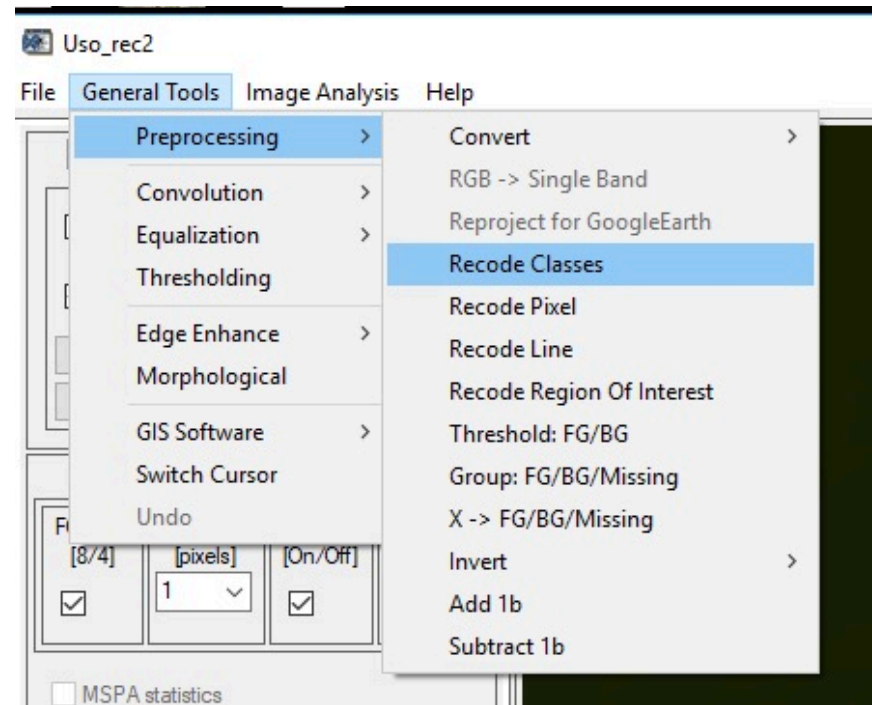 Uso_rec2
File General Tools Image Analysis Help
Preprocessing
Convolution
Equalization
Thresholding
Edge Enhance
Morphological
GIS Software
Switch Cursor
Undo
Convert
RGB -> Single Band
Reproject for GoogleEarth
Recode Classes
Recode Pixel
Recode Line
Recode Region Of Interest
Threshold: FG/BG
Group: FG/BG/Missing
X -> FG/BG/Missing
Invert
Add 1b
Subtract 1b
[8/4] [pixels] [On/Off]
1
MSPA statistics